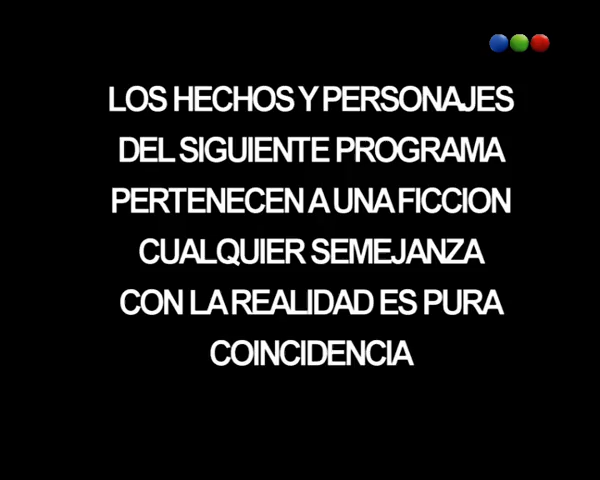 LOS HECHOS Y PERSONAJES
DEL SIGUIENTE PROGRAMA
PERTENECEN A UNA FICCION
CUALQUIER SEMEJANZA
CON LA REALIDAD ES PURA
COINCIDENCIA